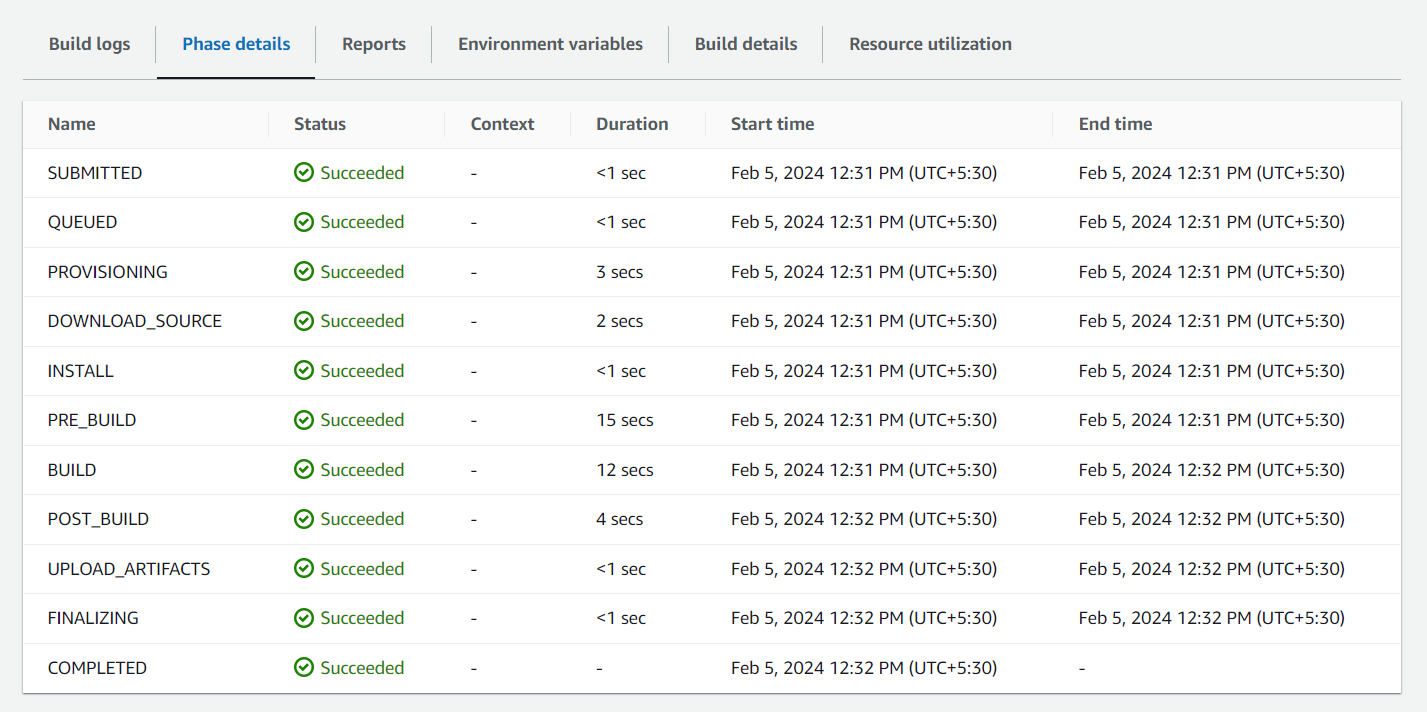 Build logs Phase details Reports Environment variables Build details Resource utilization
Name Status Context Duration Start time End time
SUBMITTED Succeeded - <1 sec Feb 5, 2024 12:31 PM (UTC+5:30) Feb 5, 2024 12:31 PM (UTC+5:30)
QUEUED Succeeded - <1 sec Feb 5, 2024 12:31 PM (UTC+5:30) Feb 5, 2024 12:31 PM (UTC+5:30)
PROVISIONING Succeeded - 3 secs Feb 5, 2024 12:31 PM (UTC+5:30) Feb 5, 2024 12:31 PM (UTC+5:30)
DOWNLOAD_SOURCE Succeeded - 2 secs Feb 5, 2024 12:31 PM (UTC+5:30) Feb 5, 2024 12:31 PM (UTC+5:30)
INSTALL Succeeded - <1 sec Feb 5, 2024 12:31 PM (UTC+5:30) Feb 5, 2024 12:31 PM (UTC+5:30)
PRE_BUILD Succeeded - 15 secs Feb 5, 2024 12:31 PM (UTC+5:30) Feb 5, 2024 12:31 PM (UTC+5:30)
BUILD Succeeded - 12 secs Feb 5, 2024 12:31 PM (UTC+5:30) Feb 5, 2024 12:32 PM (UTC+5:30)
POST_BUILD Succeeded - 4 secs Feb 5, 2024 12:32 PM (UTC+5:30) Feb 5, 2024 12:32 PM (UTC+5:30)
UPLOAD_ARTIFACTS Succeeded - <1 sec Feb 5, 2024 12:32 PM (UTC+5:30) Feb 5, 2024 12:32 PM (UTC+5:30)
FINALIZING Succeeded - <1 sec Feb 5, 2024 12:32 PM (UTC+5:30) Feb 5, 2024 12:32 PM (UTC+5:30)
COMPLETED Succeeded - - Feb 5, 2024 12:32 PM (UTC+5:30) -